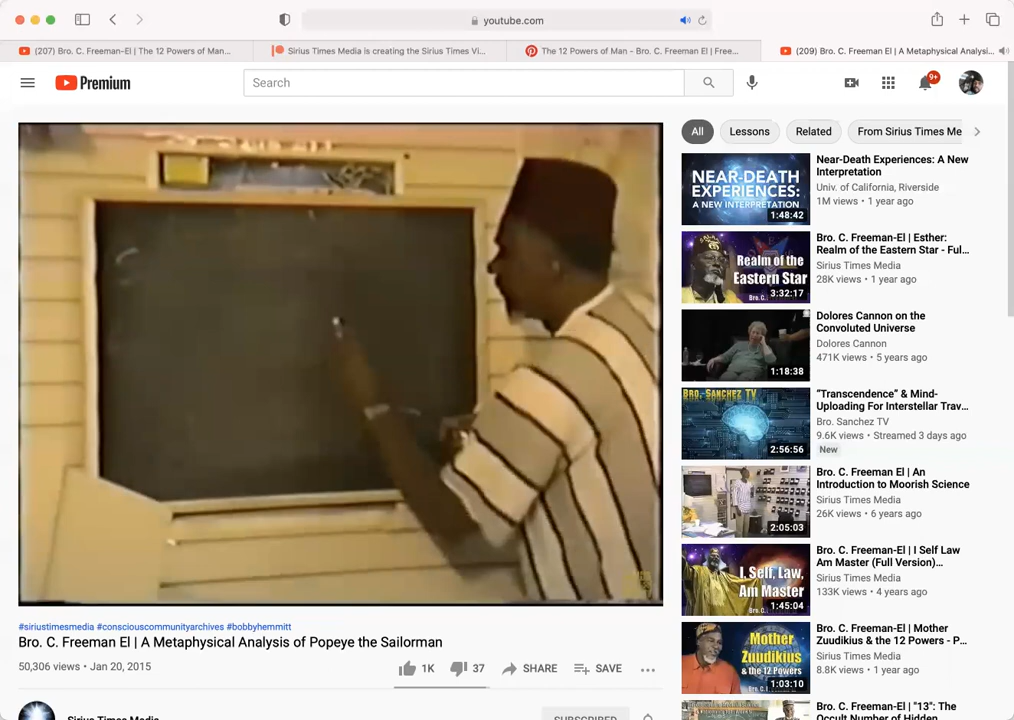 youtube.com
(207) Bro. C. Freeman-El | The 12 Powers of Man...
Sirius Times Media is creating the Sirius Times Vi...
The 12 Powers of Man - Bro. C. Freeman El | Free...
(209) Bro. C. Freeman El | A Metaphysical Analysi...
Premium
Search
9+
All
Lessons
Related
From Sirius Times Me
NEAR-DEATH
EXPERIENCES:
A NEW INTERPRETATION
1:48:42
Near-Death Experiences: A New
Interpretation
Univ. of California, Riverside
1M views • 1 year ago
Realm of the
Eastern Star
Bro. C.
3:32:17
Bro. C. Freeman-El | Esther:
Realm of the Eastern Star - Ful...
Sirius Times Media
28K views • 1 year ago
1:18:38
Dolores Cannon on the
Convoluted Universe
Dolores Cannon
471K views • 5 years ago
BRO. SANCHEZ TV
2:56:56
“Transcendence” & Mind-
Uploading For Interstellar Trav...
Bro. Sanchez TV
9.6K views • Streamed 3 days ago
New
2:05:03
Bro. C. Freeman El | An
Introduction to Moorish Science
Sirius Times Media
26K views • 6 years ago
I, Self, Law,
Am Master
1:45:04
Bro. C. Freeman-El | I Self Law
Am Master (Full Version)...
Sirius Times Media
133K views • 4 years ago
Mother
Zuudikius
& the 12 Powers
1:03:10
Bro. C. Freeman-El | Mother
Zuudikius & the 12 Powers - P...
Sirius Times Media
8.8K views • 1 year ago
Bro. C. Freeman El | "13": The
Occult Number of Hidden
#siriustimesmedia #consciouscommunityarchives #bobbyhemmitt
Bro. C. Freeman El | A Metaphysical Analysis of Popeye the Sailorman
50,306 views • Jan 20, 2015
1K
37
SHARE
SAVE
Sirius Times Media
SUBSCRIBED